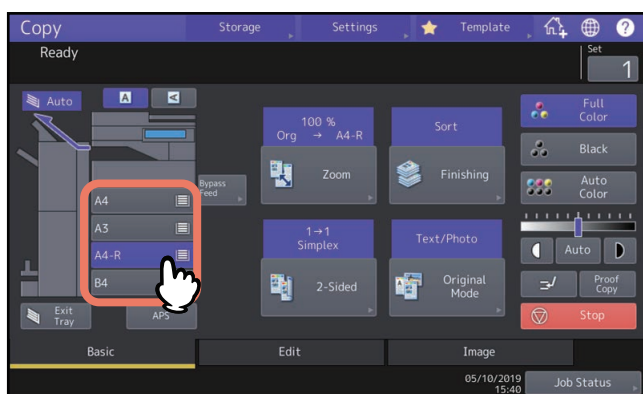 Copy
Storage
Settings
Template
?
Ready
Set
1
Auto
A
A
100 %
Org → A4-R
Zoom
Sort
Finishing
Full
Color
Black
Auto
Color
Bypass
Feed
A4
A3
A4-R
B4
1→1
Simplex
2-Sided
Text/Photo
A
Original
Mode
Auto
Proof
Copy
Exit
Tray
APS
Stop
Basic
Edit
Image
05/10/2019
15:40
Job Status